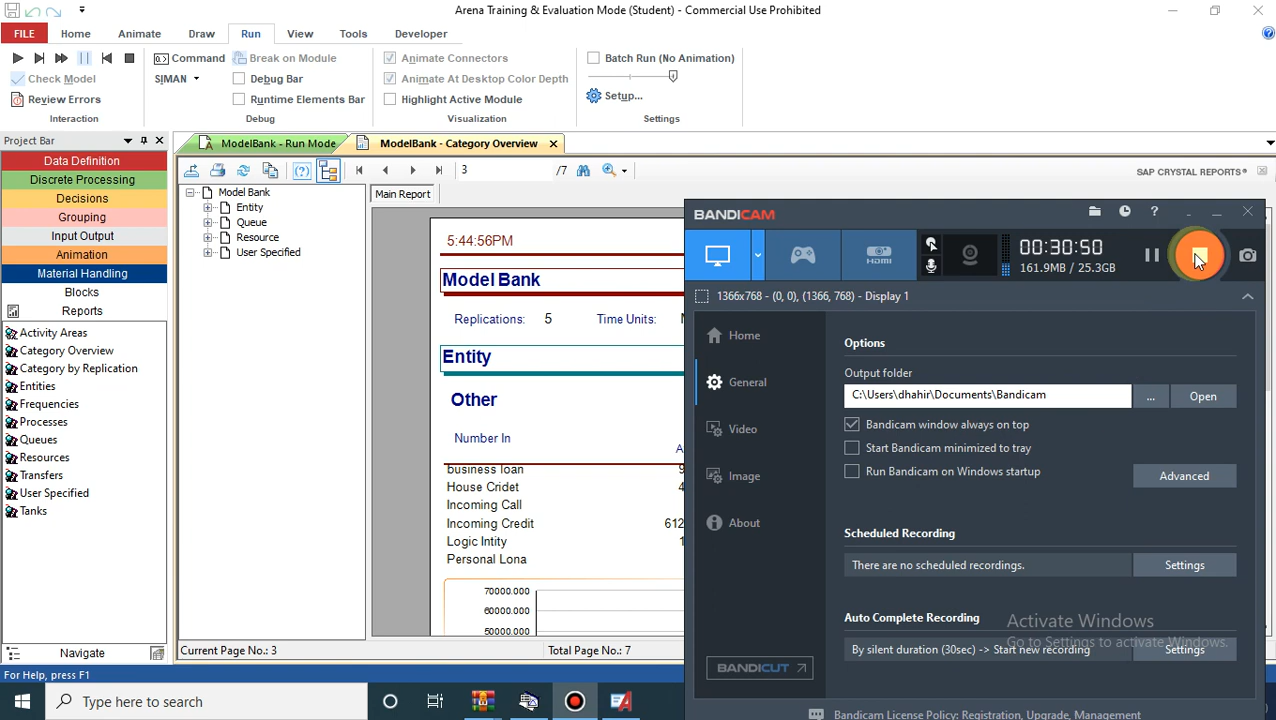 Arena Training & Evaluation Mode (Student) - Commercial Use Prohibited
FILE Home Animate Draw Run View Tools Developer
Command
Break on Module
Animate Connectors
Batch Run (No Animation)
Check Model
SIMAN
Debug Bar
Animate At Desktop Color Depth
Review Errors
Runtime Elements Bar
Highlight Active Module
Setup...
Interaction
Debug
Visualization
Settings
Project Bar
ModelBank - Run Mode
ModelBank - Category Overview
Data Definition
Discrete Processing
Decisions
Grouping
Input Output
Animation
Material Handling
Blocks
Reports
Activity Areas
Category Overview
Category by Replication
Entities
Frequencies
Processes
Queues
Resources
Transfers
User Specified
Tanks
Navigate
3 /7
SAP CRYSTAL REPORTS®
Model Bank
Entity
Queue
Resource
User Specified
Main Report
5:44:56PM
Model Bank
Replications: 5 Time Units:
Entity
Other
Number In
business loan 9
House Cridet 4
Incoming Call
Incoming Credit 612
Logic Intity 1
Personal Lona
70000.000
60000.000
50000.000
Current Page No.: 3
Total Page No.: 7
For Help, press F1
BANDICAM
HDMI
00:30:50
161.9MB / 25.3GB
1366x768 - (0, 0), (1366, 768) - Display 1
Home
General
Video
Image
About
BANDICUT
Options
Output folder
C:\Users\dhahir\Documents\Bandicam
...
Open
Bandicam window always on top
Start Bandicam minimized to tray
Run Bandicam on Windows startup
Advanced
Scheduled Recording
There are no scheduled recordings.
Settings
Auto Complete Recording
By silent duration (30sec) -> Start new recording
Settings
Activate Windows
Go to Settings to activate Windows.
Bandicam License Policy: Registration, Upgrade, Management
Type here to search